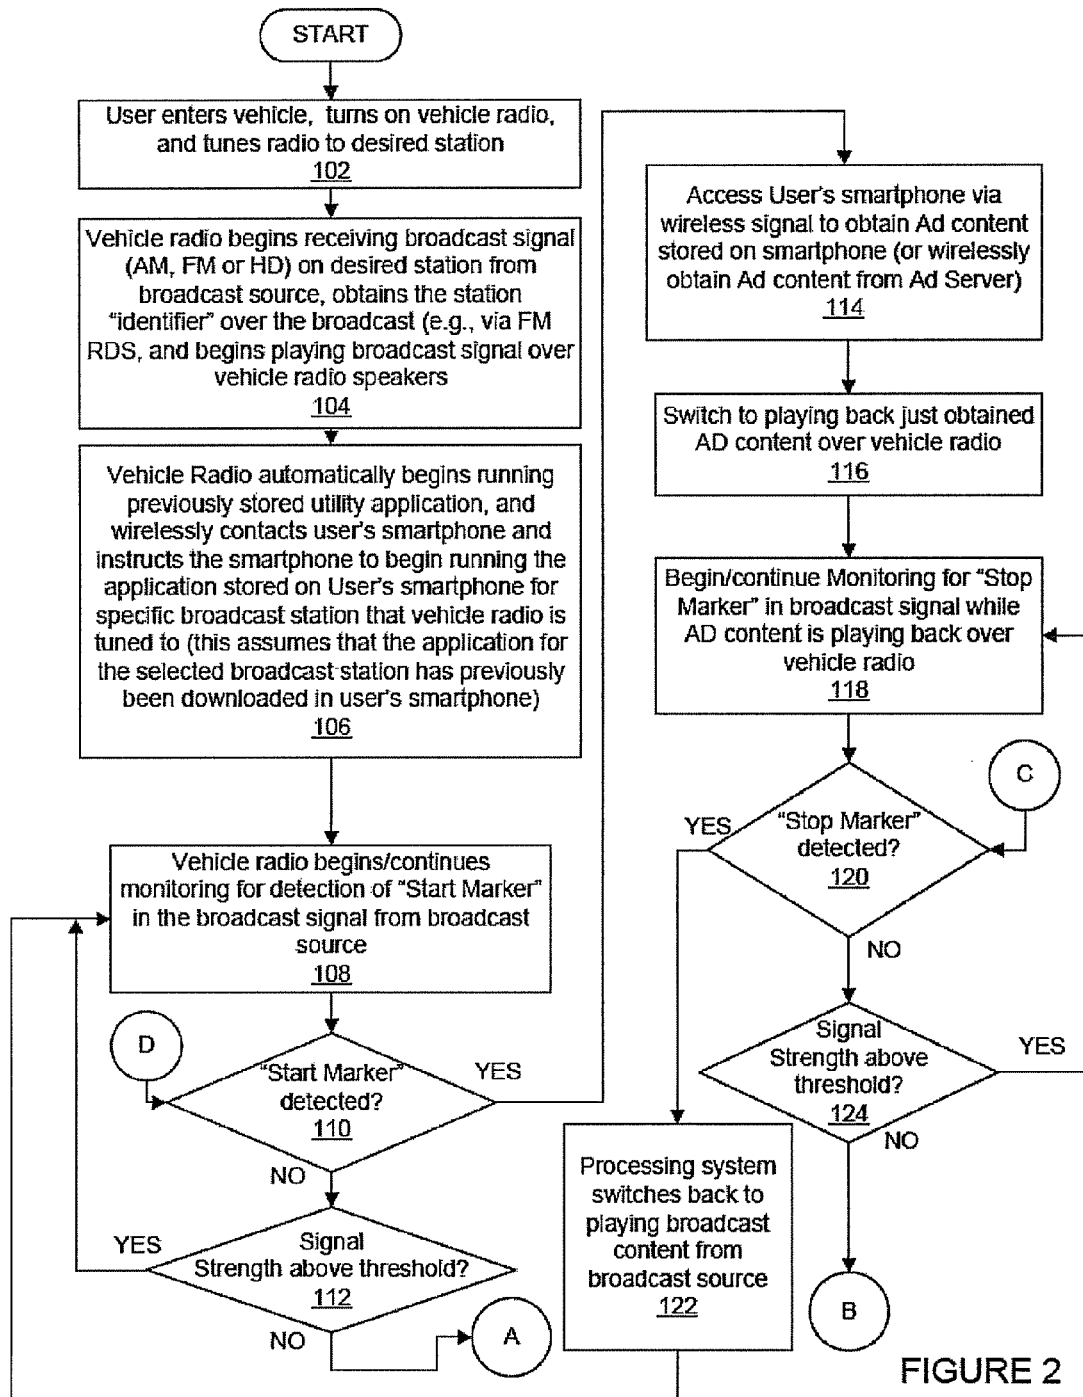 START
User enters vehicle, turns on vehicle radio,
and tunes radio to desired station
102
Vehicle radio begins receiving broadcast signal
(AM, FM or HD) on desired station from
broadcast source, obtains the station
"identifier" over the broadcast (e.g., via FM
RDS, and begins playing broadcast signal over
vehicle radio speakers
104
Vehicle Radio automatically begins running
previously stored utility application, and
wirelessly contacts user's smartphone and
instructs the smartphone to begin running the
application stored on User's smartphone for
specific broadcast station that vehicle radio is
tuned to (this assumes that the application for
the selected broadcast station has previously
been downloaded in user's smartphone)
106
Vehicle radio begins/continues
monitoring for detection of "Start Marker"
in the broadcast signal from broadcast
source
108
D
"Start Marker"
detected?
110
YES
NO
Signal
Strength above threshold?
112
YES
NO
A
Access User's smartphone via
wireless signal to obtain Ad content
stored on smartphone (or wirelessly
obtain Ad content from Ad Server)
114
Switch to playing back just obtained
AD content over vehicle radio
116
Begin/continue Monitoring for "Stop
Marker" in broadcast signal while
AD content is playing back over
vehicle radio
118
C
"Stop Marker"
detected?
120
YES
NO
Signal
Strength above
threshold?
124
YES
NO
Processing system
switches back to
playing broadcast
content from
broadcast source
122
B
FIGURE 2